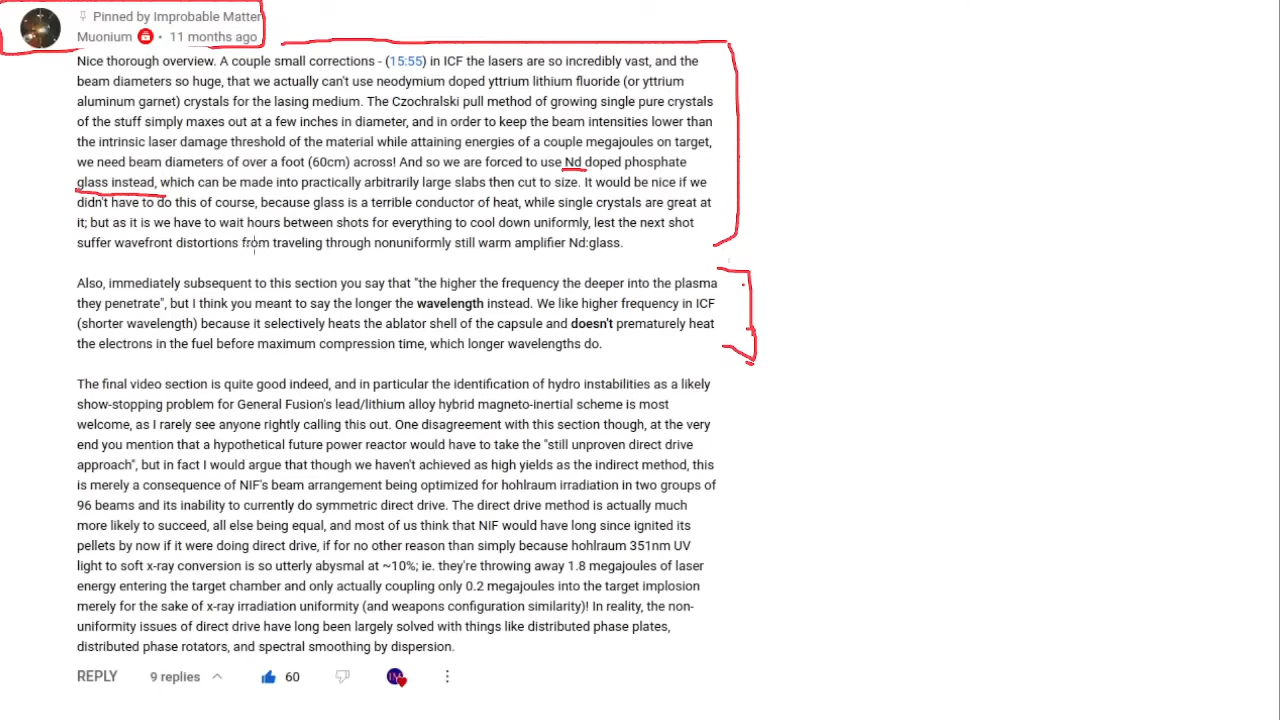 Pinned by Improbable Matter
Muonium • 11 months ago
Nice thorough overview. A couple small corrections - (15:55) in ICF the lasers are so incredibly vast, and the
beam diameters so huge, that we actually can't use neodymium doped yttrium lithium fluoride (or yttrium
aluminum garnet) crystals for the lasing medium. The Czochralski pull method of growing single pure crystals
of the stuff simply maxes out at a few inches in diameter, and in order to keep the beam intensities lower than
the intrinsic laser damage threshold of the material while attaining energies of a couple megajoules on target,
we need beam diameters of over a foot (60cm) across! And so we are forced to use Nd doped phosphate
glass instead, which can be made into practically arbitrarily large slabs then cut to size. It would be nice if we
didn't have to do this of course, because glass is a terrible conductor of heat, while single crystals are great at
it; but as it is we have to wait hours between shots for everything to cool down uniformly, lest the next shot
suffer wavefront distortions from traveling through nonuniformly still warm amplifier Nd:glass.
Also, immediately subsequent to this section you say that "the higher the frequency the deeper into the plasma
they penetrate", but I think you meant to say the longer the wavelength instead. We like higher frequency in ICF
(shorter wavelength) because it selectively heats the ablator shell of the capsule and doesn't prematurely heat
the electrons in the fuel before maximum compression time, which longer wavelengths do.
The final video section is quite good indeed, and in particular the identification of hydro instabilities as a likely
show-stopping problem for General Fusion's lead/lithium alloy hybrid magneto-inertial scheme is most
welcome, as I rarely see anyone rightly calling this out. One disagreement with this section though, at the very
end you mention that a hypothetical future power reactor would have to take the "still unproven direct drive
approach", but in fact I would argue that though we haven't achieved as high yields as the indirect method, this
is merely a consequence of NIF's beam arrangement being optimized for hohlraum irradiation in two groups of
96 beams and its inability to currently do symmetric direct drive. The direct drive method is actually much
more likely to succeed, all else being equal, and most of us think that NIF would have long since ignited its
pellets by now if it were doing direct drive, if for no other reason than simply because hohlraum 351nm UV
light to soft x-ray conversion is so utterly abysmal at ~10%; ie. they're throwing away 1.8 megajoules of laser
energy entering the target chamber and only actually coupling only 0.2 megajoules into the target implosion
merely for the sake of x-ray irradiation uniformity (and weapons configuration similarity)! In reality, the non-
uniformity issues of direct drive have long been largely solved with things like distributed phase plates,
distributed phase rotators, and spectral smoothing by dispersion.
REPLY 9 replies 60